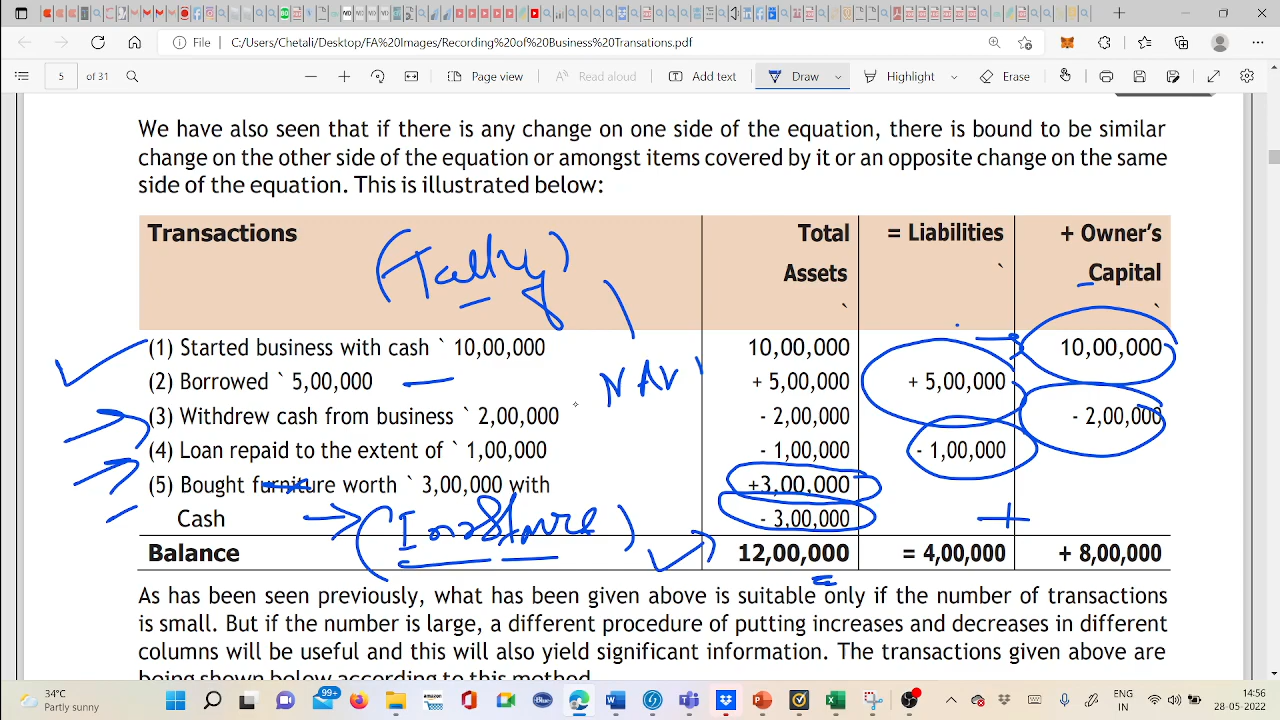 File
C:/Users/Chetali/Desktop/FA%20Images/Recording%20of%20Business%20Transations.pdf
5 of 31
Page view
Read aloud
Add text
Draw
Highlight
Erase
We have also seen that if there is any change on one side of the equation, there is bound to be similar
change on the other side of the equation or amongst items covered by it or an opposite change on the same
side of the equation. This is illustrated below:
Transactions Total = Liabilities + Owner's
Assets ` Capital
` `
(Tally)
(1) Started business with cash ` 10,00,000 10,00,000 10,00,000
(2) Borrowed ` 5,00,000 + 5,00,000 + 5,00,000
NAV
(3) Withdrew cash from business ` 2,00,000 - 2,00,000 - 2,00,000
(4) Loan repaid to the extent of ` 1,00,000 - 1,00,000 - 1,00,000
(5) Bought furniture worth ` 3,00,000 with +3,00,000
Cash - 3,00,000
Balance 12,00,000 = 4,00,000 + 8,00,000
As has been seen previously, what has been given above is suitable only if the number of transactions
is small. But if the number is large, a different procedure of putting increases and decreases in different
columns will be useful and this will also yield significant information. The transactions given above are
being shown below according to this method.
34°C
Partly sunny
99+
ENG
IN
14:56
28-05-2022